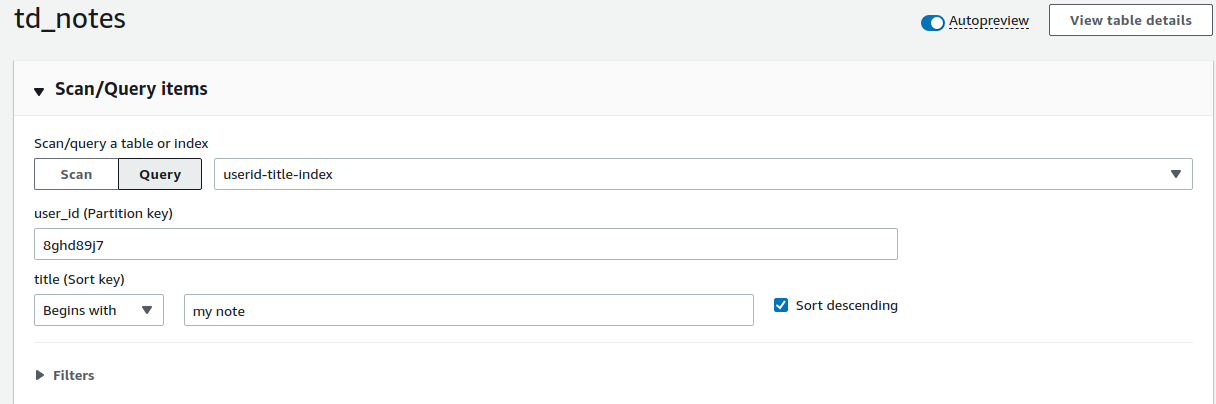 td_notes
Autopreview
View table details
Scan/Query items
Scan/query a table or index
Scan Query userid-title-index
user_id (Partition key)
8ghd89j7
title (Sort key)
Begins with my note Sort descending
Filters